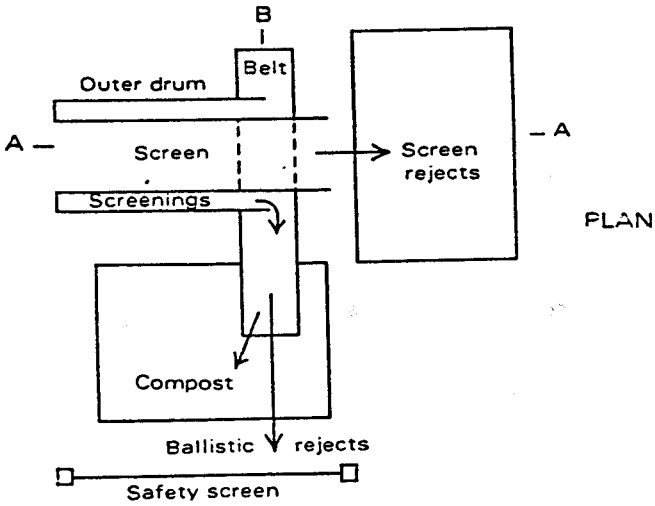 B
Belt
Outer drum
A
A
Screen
Screen
rejects
Screenings
PLAN
Compost
Ballistic rejects
Safety screen